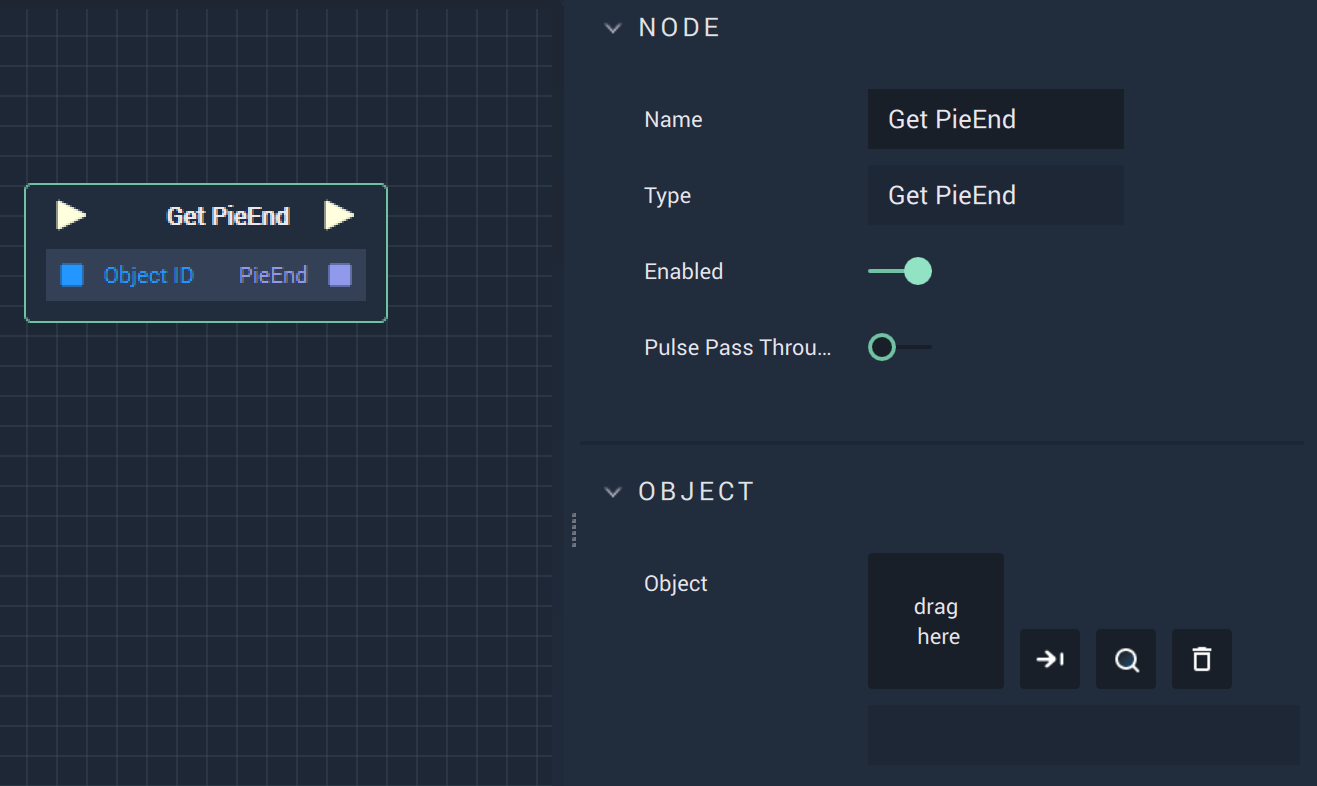 Get PieEnd
Object ID PieEnd
NODE
Name Get PieEnd
Type Get PieEnd
Enabled
Pulse Pass Throu...
OBJECT
Object
drag
here